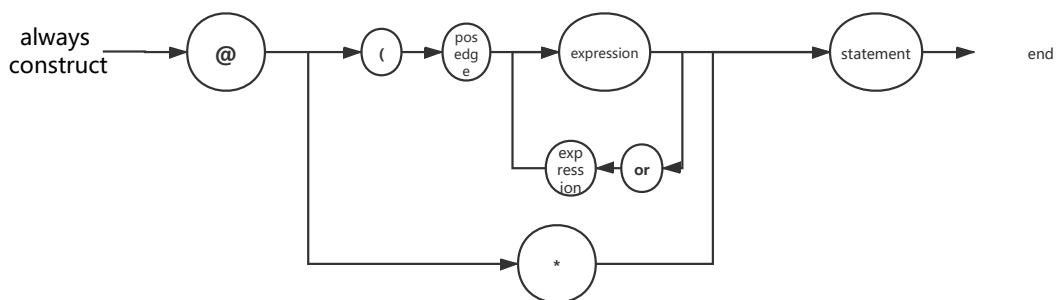 always
construct
@
(
pos
edg
e
expression
statement
end
exp
ress
ion
or
*